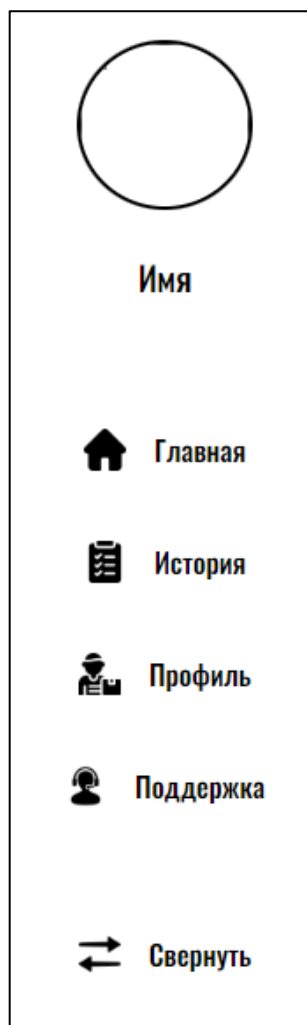 Имя
Главная
История
Профиль
Поддержка
Свернуть